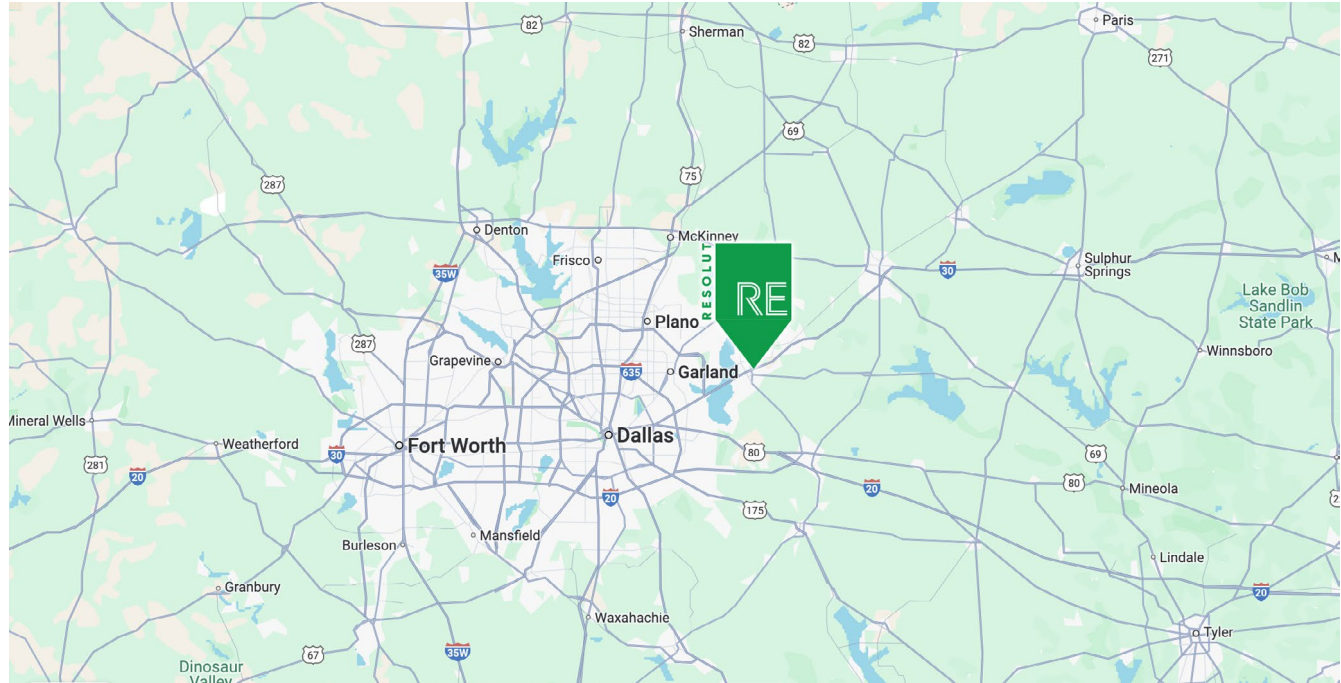 82
Sherman
82
Paris
271
69
287
75
Denton
McKinney
Frisco
35W
RESOLUT
RE
30
Sulphur
Springs
Lake Bob
Sandlin
State Park
Plano
287
Grapevine
635
Garland
Winnsboro
Mineral Wells
Weatherford
Fort Worth
Dallas
30
80
281
20
69
80
20
20
Mineola
175
Mansfield
Burleson
Lindale
Granbury
20
Waxahachie
Tyler
67
35W
Dinosaur
Valley